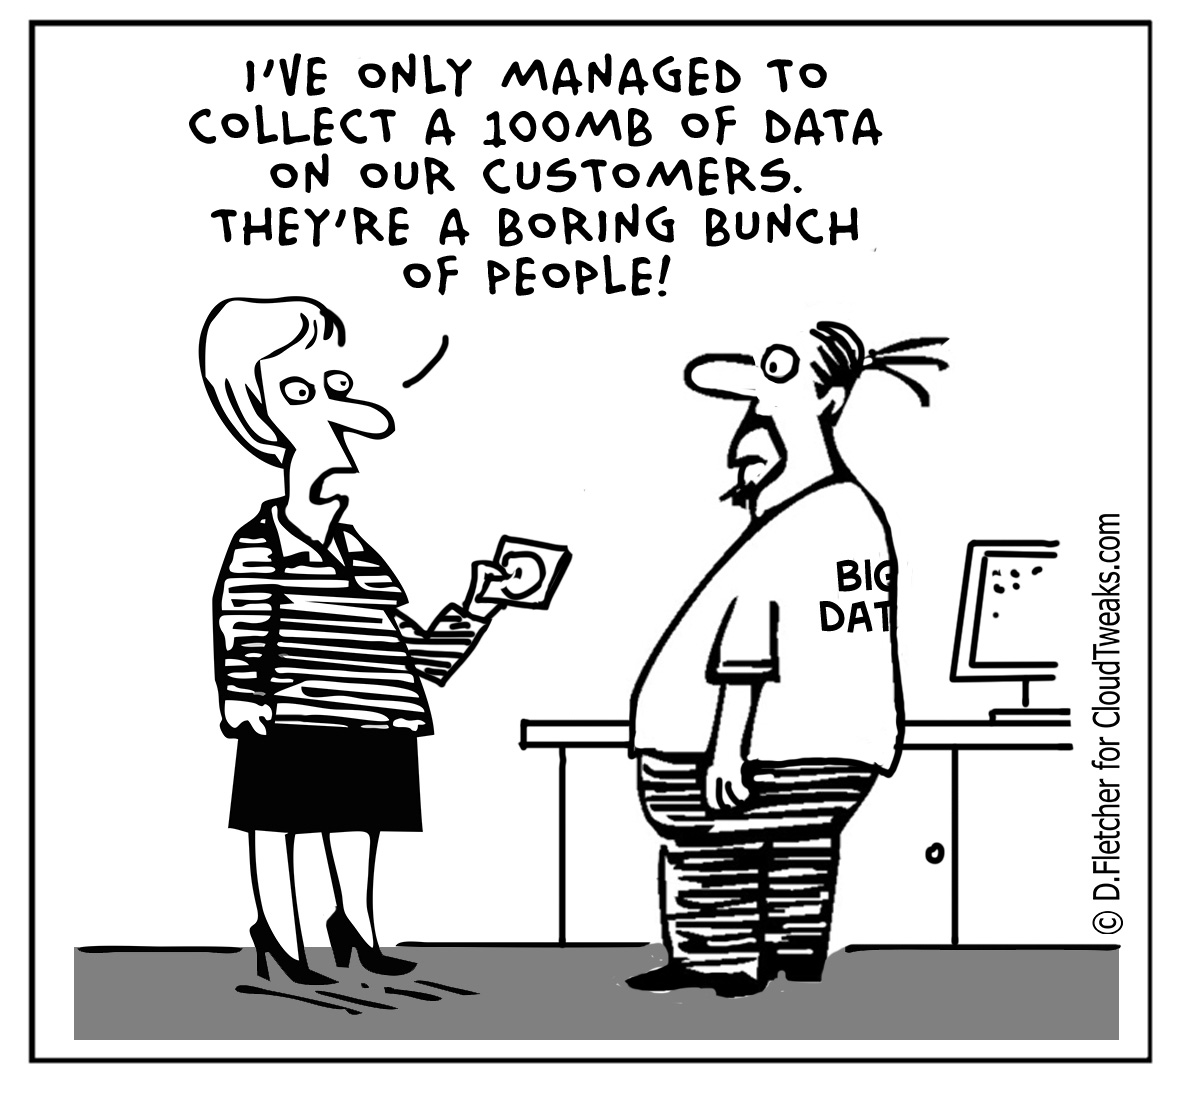 I'VE ONLY MANAGED TO
COLLECT A 100MB OF DATA
ON OUR CUSTOMERS.
THEY'RE A BORING BUNCH
OF PEOPLE!
BIG
DAT
© D.Fletcher for CloudTweaks.com